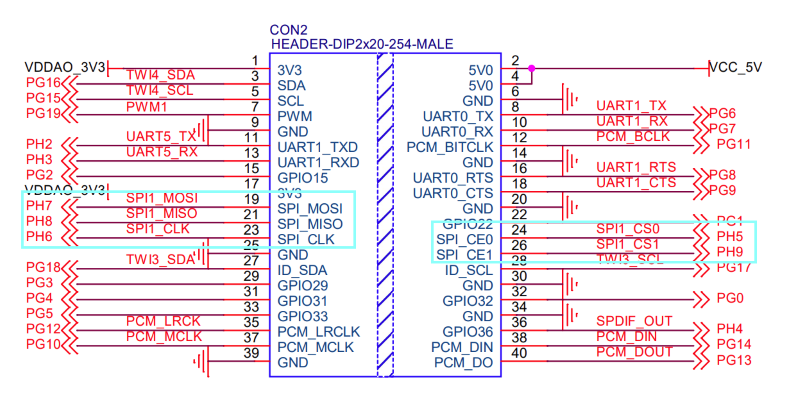 CON2
HEADER-DIP2x20-254-MALE
VDDAO_3V3 1 3V3 5V0 2 VCC_5V
PG16 TWI4_SDA 3 SDA 5V0 4
PG15 TWI4_SCL 5 SCL GND 6
PG19 PWM1 7 PWM UART0_TX 8 UART1_TX PG6
9 GND UART0_RX 10 UART1_RX PG7
PH2 UART5_TX 11 UART1_TXD PCM_BITCLK 12 PCM_BCLK PG11
PH3 UART5_RX 13 UART1_RXD GND 14
PG2 15 GPIO15 UART0_RTS 16 UART1_RTS PG8
VDDAO_3V3 17 3V3 UART0_CTS 18 UART1_CTS PG9
PH7 SPI1_MOSI 19 SPI_MOSI GND 20
PH8 SPI1_MISO 21 SPI_MISO GPIO22 22 PG1
PH6 SPI1_CLK 23 SPI_CLK SPI_CE0 24 SPI1_CS0 PH5
25 GND SPI_CE1 26 SPI1_CS1 PH9
PG18 TWI3_SDA 27 ID_SDA ID_SCL 28 TWI3_SCL PG17
PG3 29 GPIO29 GND 30
PG4 31 GPIO31 GPIO32 32 PG0
PG5 33 GPIO33 GND 34
PG12 PCM_LRCK 35 PCM_LRCLK GPIO36 36 SPDIF_OUT PH4
PG10 PCM_MCLK 37 PCM_MCLK PCM_DIN 38 PCM_DIN PG14
39 GND PCM_DO 40 PCM_DOUT PG13